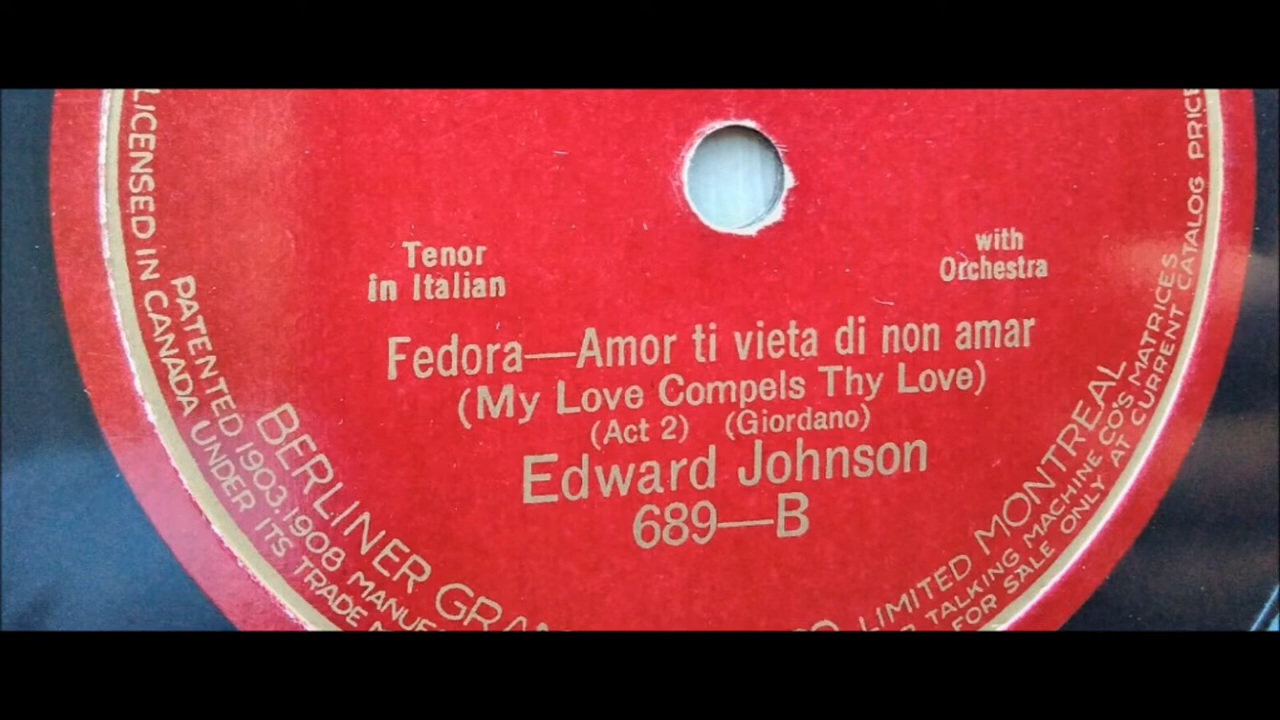 Tenor
in Italian
with
Orchestra
Fedora—Amor ti vieta di non amar
(My Love Compels Thy Love)
(Act 2) (Giordano)
Edward Johnson
689—B
BERLINER
LIMITED MONTREAL
PATENTED 1903.1908
TALKING MACHINE CO'S MATRICES
LICENSED IN CANADA UNDER ITS TRADE
FOR SALE ONLY AT CURRENT CATALOG PRICE